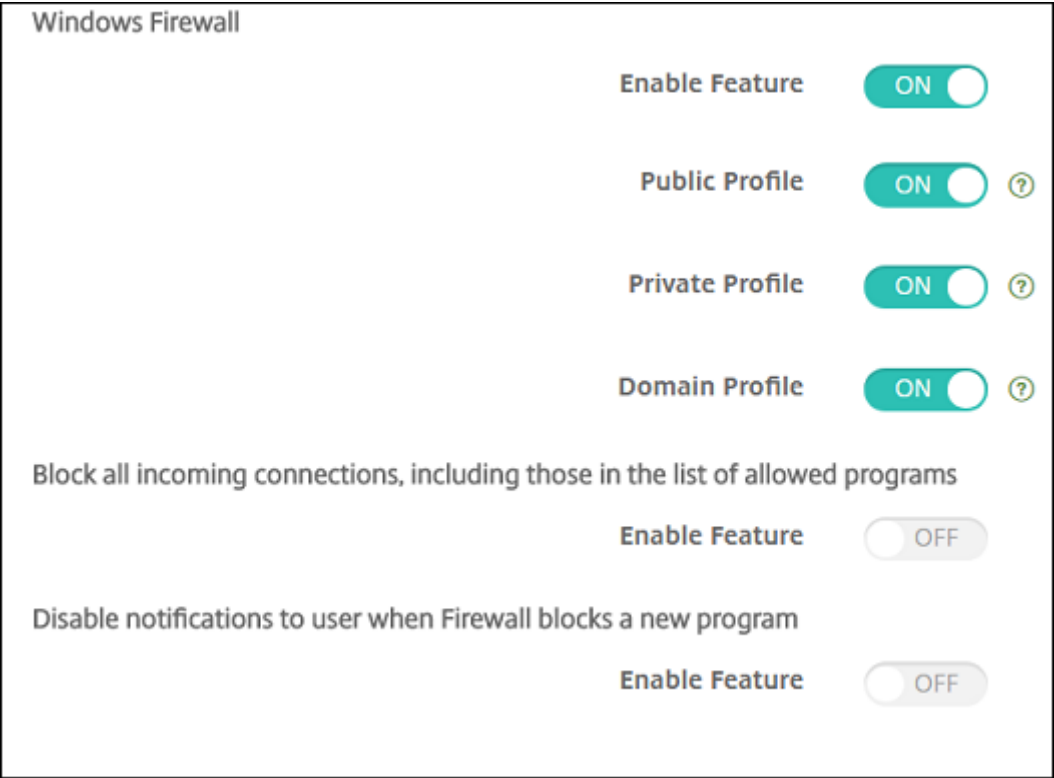 Windows Firewall
Enable Feature ON
Public Profile ON ?
Private Profile ON ?
Domain Profile ON ?
Block all incoming connections, including those in the list of allowed programs
Enable Feature OFF
Disable notifications to user when Firewall blocks a new program
Enable Feature OFF